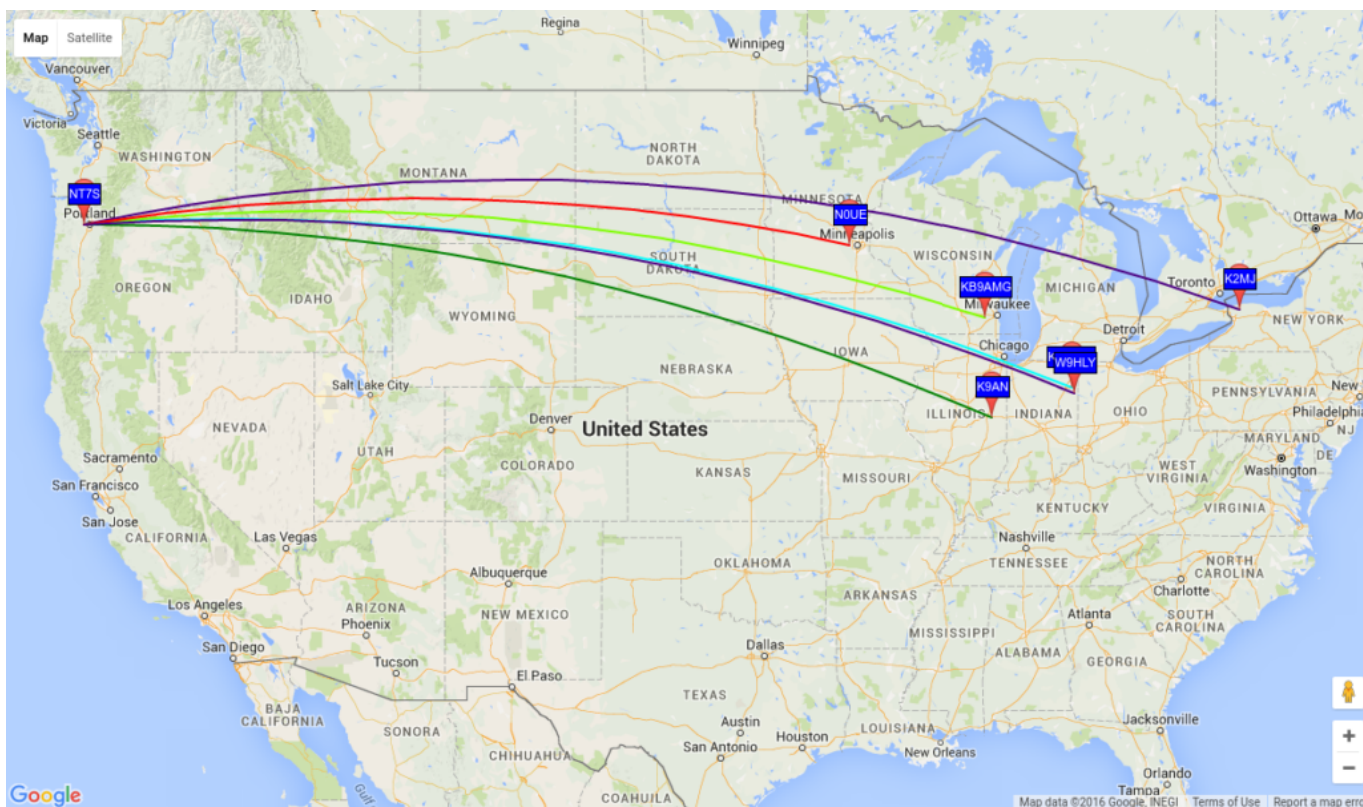 Map Satellite
Regina
Winnipeg
Vancouver
Victoria
Seattle
WASHINGTON
NORTH
DAKOTA
MONTANA
MINNESOTA
NT7S
Portland
N0UE
Minneapolis
Ottawa
WISCONSIN
SOUTH
DAKOTA
OREGON
IDAHO
KB9AMG
Milwaukee
MICHIGAN
Toronto
K2MJ
NEW YORK
WYOMING
Detroit
Chicago
IOWA
W9HLY
NEBRASKA
Salt Lake City
K9AN
PENNSYLVANIA
New
ILLINOIS
INDIANA
OHIO
Philadelphia
NJ
NEVADA
Denver
United States
MARYLAND
DE
UTAH
COLORADO
KANSAS
MISSOURI
WEST
VIRGINIA
Washington
Sacramento
San Francisco
San Jose
CALIFORNIA
KENTUCKY
VIRGINIA
Las Vegas
Nashville
TENNESSEE
NORTH
CAROLINA
Charlotte
Albuquerque
OKLAHOMA
ARKANSAS
Los Angeles
ARIZONA
Phoenix
NEW MEXICO
Atlanta
SOUTH
CAROLINA
MISSISSIPPI
ALABAMA
GEORGIA
San Diego
Tucson
El Paso
Dallas
TEXAS
BAJA
CALIFORNIA
SONORA
CHIHUAHUA
Austin
San Antonio
Houston
LOUISIANA
New Orleans
Jacksonville
Orlando
Tampa
COAHUILA
Gulf
Google
Map data ©2016 Google, INEGI Terms of Use Report a map